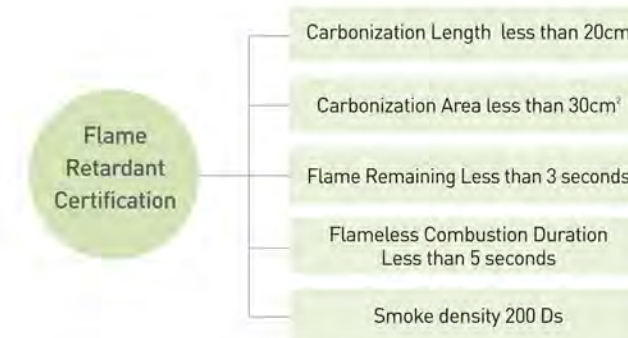 Flame
Retardant
Certification
Carbonization Length less than 20cm
Carbonization Area less than 30cm²
Flame Remaining Less than 3 seconds
Flameless Combustion Duration
Less than 5 seconds
Smoke density 200 Ds